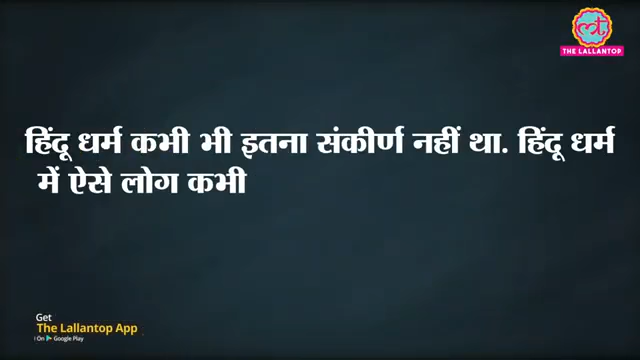 THE LALLANTOP
हिंदू धर्म कभी भी इतना संकीर्ण नहीं था. हिंदू धर्म
में ऐसे लोग कभी
Get
The Lallantop App
On Google Play